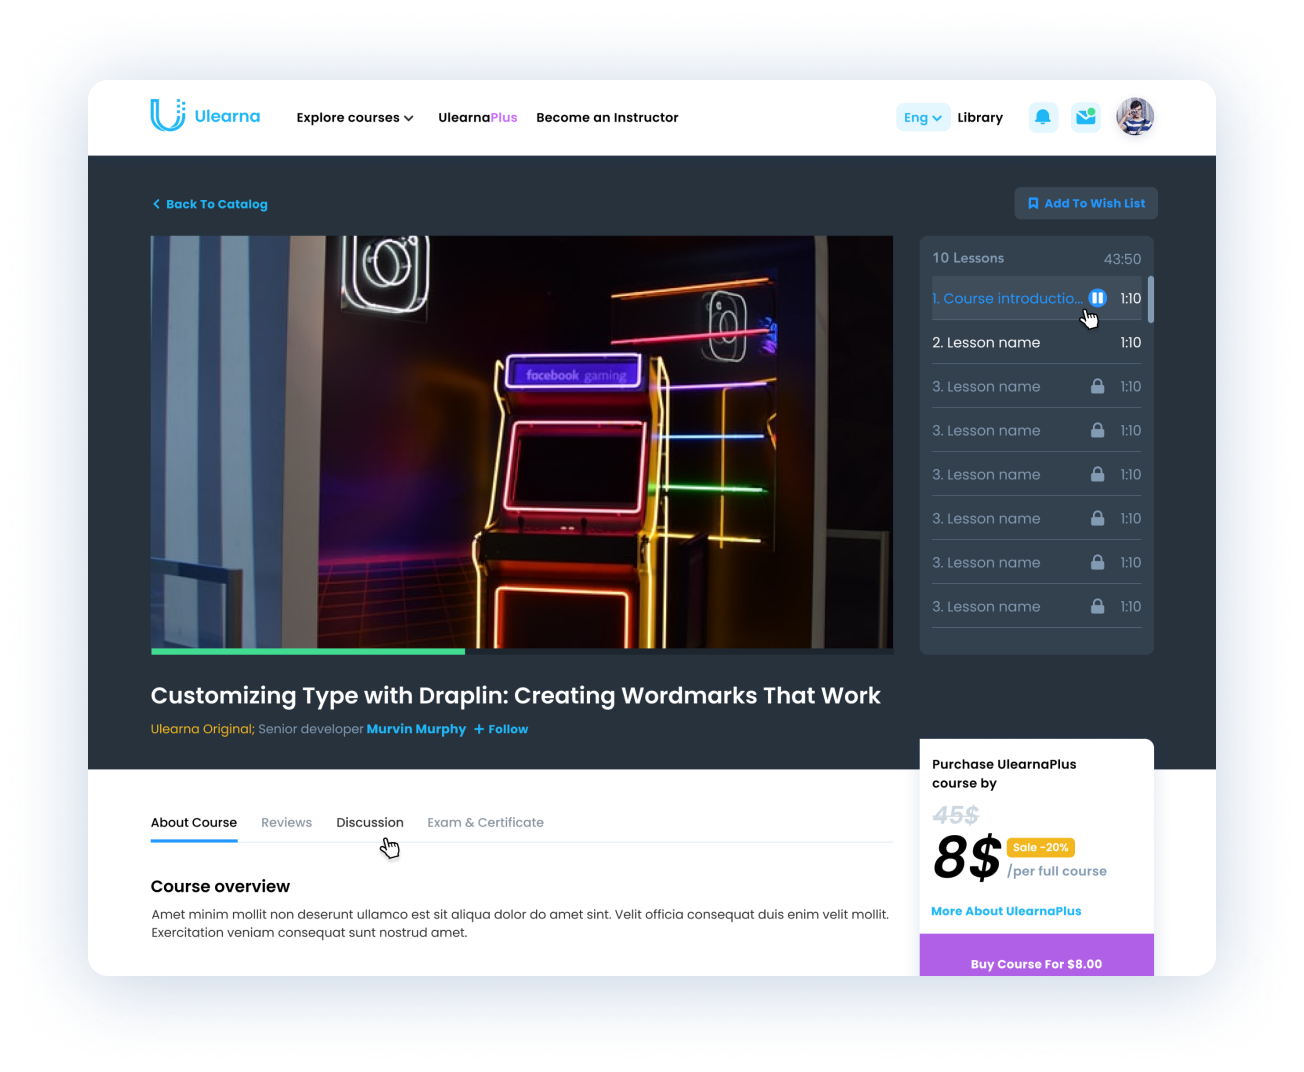 Ulearna
Explore courses
UlearnaPlus
Become an Instructor
Eng
Library
Back To Catalog
Add To Wish List
facebook gaming
10 Lessons 43:50
1. Course introductio... 1:10
2. Lesson name 1:10
3. Lesson name 1:10
3. Lesson name 1:10
3. Lesson name 1:10
3. Lesson name 1:10
3. Lesson name 1:10
3. Lesson name 1:10
Customizing Type with Draplin: Creating Wordmarks That Work
Ulearna Original; Senior developer Murvin Murphy + Follow
About Course
Reviews
Discussion
Exam & Certificate
Course overview
Amet minim mollit non deserunt ullamco est sit aliqua dolor do amet sint. Velit officia consequat duis enim velit mollit.
Exercitation veniam consequat sunt nostrud amet.
Purchase UlearnaPlus
course by
45$
8$
Sale -20%
/per full course
More About UlearnaPlus
Buy Course For $8.00